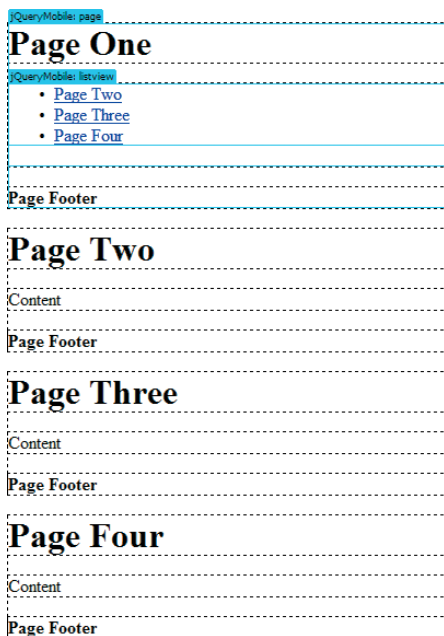 jQueryMobile: page
Page One
jQueryMobile: listview
• Page Two
• Page Three
• Page Four
Page Footer
Page Two
Content
Page Footer
Page Three
Content
Page Footer
Page Four
Content
Page Footer